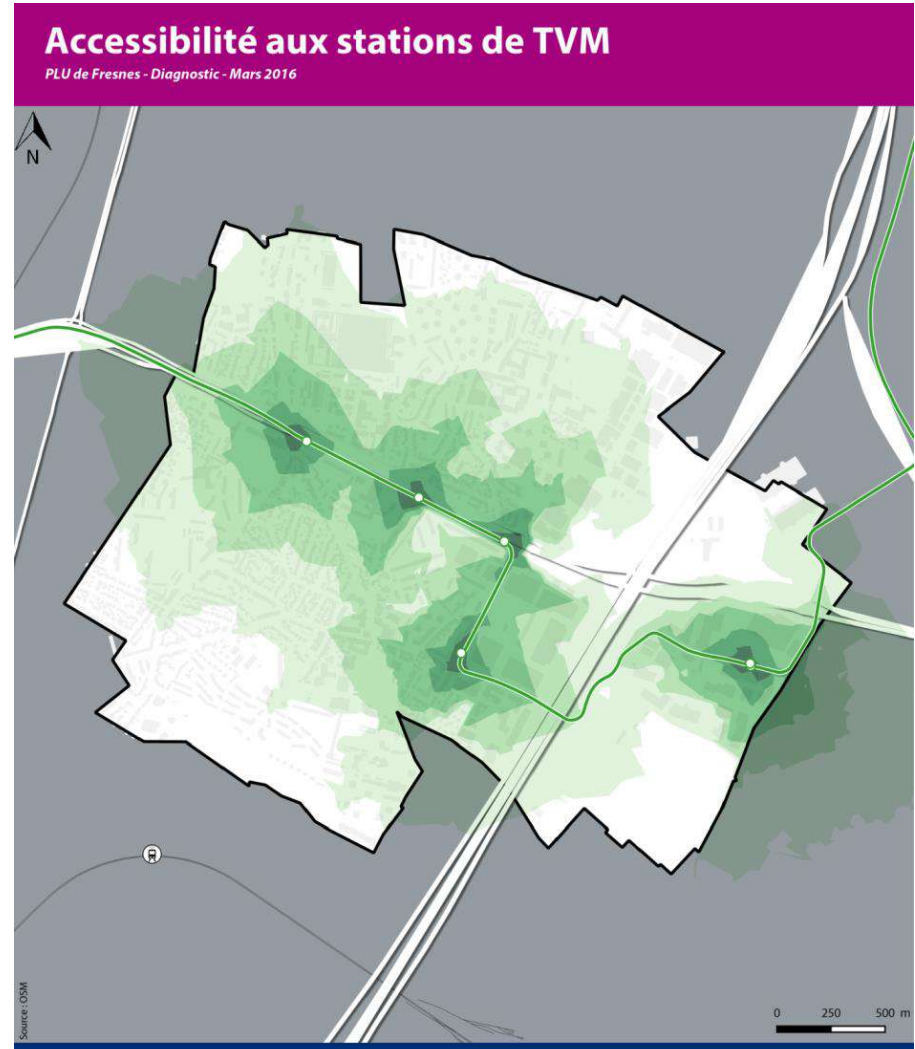 Accessibilité aux stations de TVM
PLU de Fresnes - Diagnostic - Mars 2016
N
Source : OSM
0 250 500 m